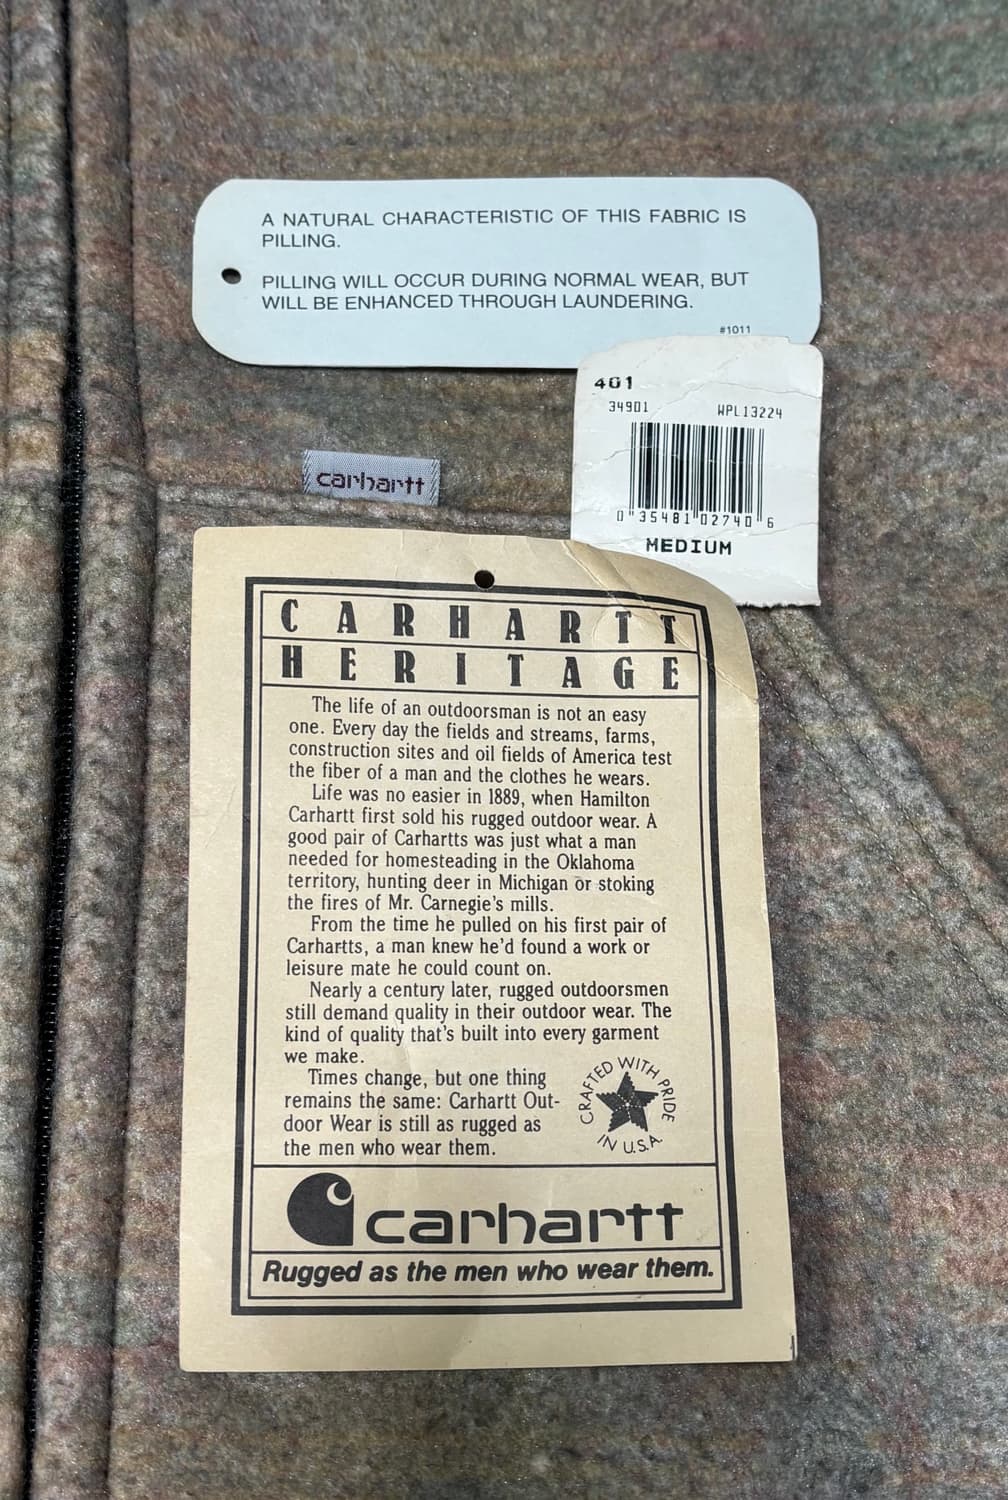 A NATURAL CHARACTERISTIC OF THIS FABRIC IS
PILLING.
PILLING WILL OCCUR DURING NORMAL WEAR, BUT
WILL BE ENHANCED THROUGH LAUNDERING.
#1011
401
34901 WPL13224
0 35481 02740 6
MEDIUM
carhartt
CARHARTT
HERITAGE
The life of an outdoorsman is not an easy
one. Every day the fields and streams, farms,
construction sites and oil fields of America test
the fiber of a man and the clothes he wears.
Life was no easier in 1889, when Hamilton
Carhartt first sold his rugged outdoor wear. A
good pair of Carhartts was just what a man
needed for homesteading in the Oklahoma
territory, hunting deer in Michigan or stoking
the fires of Mr. Carnegie's mills.
From the time he pulled on his first pair of
Carhartts, a man knew he'd found a work or
leisure mate he could count on.
Nearly a century later, rugged outdoorsmen
still demand quality in their outdoor wear. The
kind of quality that's built into every garment
we make.
Times change, but one thing
remains the same: Carhartt Out-
door Wear is still as rugged as
the men who wear them.
CRAFTED WITH PRIDE
IN U.S.A.
carhartt
Rugged as the men who wear them.